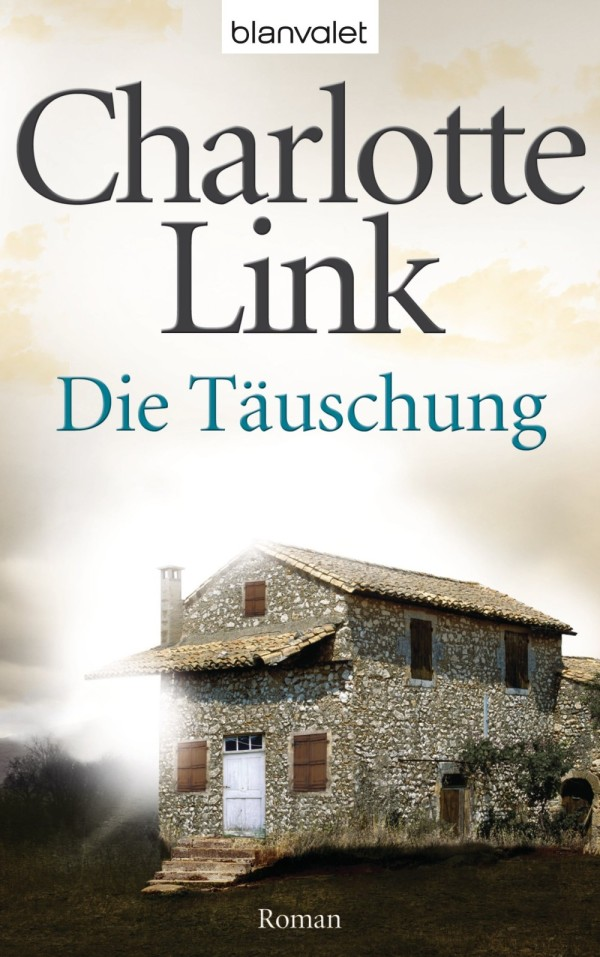 blanvalet
Charlotte
Link
Die Täuschung
Roman